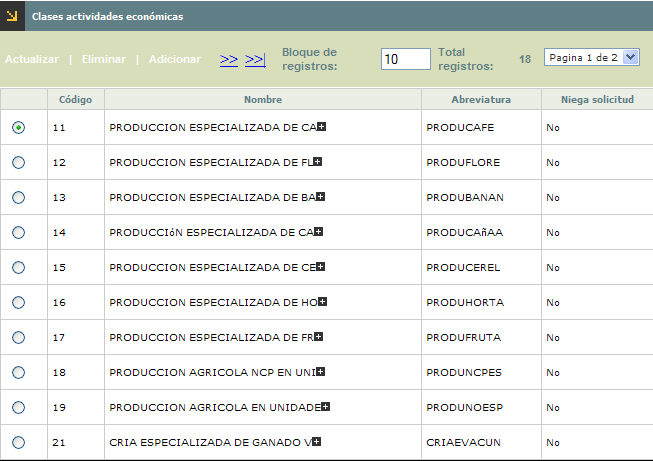 Clases actividades económicas
Actualizar | Eliminar | Adicionar >> >>| Bloque de registros: 10 Total registros: 18 Pagina 1 de 2
Código Nombre Abreviatura Niega solicitud
11 PRODUCCION ESPECIALIZADA DE CA PRODUCAFE No
12 PRODUCCION ESPECIALIZADA DE FL PRODUFLORE No
13 PRODUCCION ESPECIALIZADA DE BA PRODUBANAN No
14 PRODUCCIóN ESPECIALIZADA DE CA PRODUCAñAA No
15 PRODUCCION ESPECIALIZADA DE CE PRODUCEREL No
16 PRODUCCION ESPECIALIZADA DE HO PRODUHORTA No
17 PRODUCCION ESPECIALIZADA DE FR PRODUFRUTA No
18 PRODUCCION AGRICOLA NCP EN UNI PRODUNCPES No
19 PRODUCCION AGRICOLA EN UNIDADE PRODUNOESP No
21 CRIA ESPECIALIZADA DE GANADO V CRIAEVACUN No